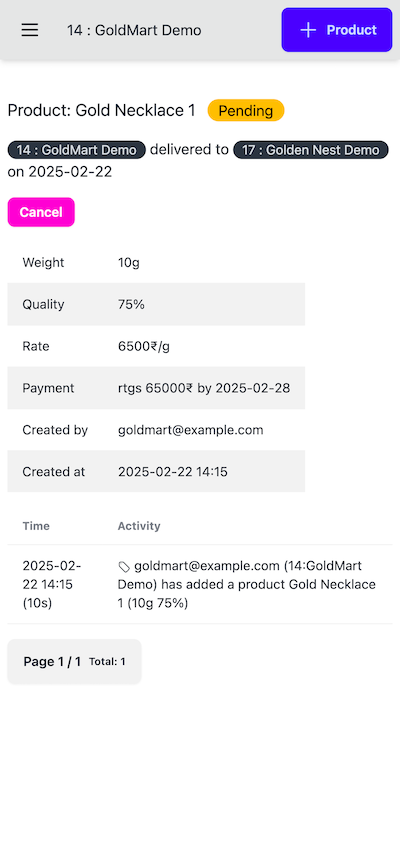 14 : GoldMart Demo
Product
Product: Gold Necklace 1 Pending
14 : GoldMart Demo delivered to 17 : Golden Nest Demo
on 2025-02-22
Cancel
Weight 10g
Quality 75%
Rate 6500₹/g
Payment rtgs 65000₹ by 2025-02-28
Created by goldmart@example.com
Created at 2025-02-22 14:15
Time Activity
2025-02- goldmart@example.com (14:GoldMart
22 14:15 Demo) has added a product Gold Necklace
(10s) 1 (10g 75%)
Page 1 / 1 Total: 1